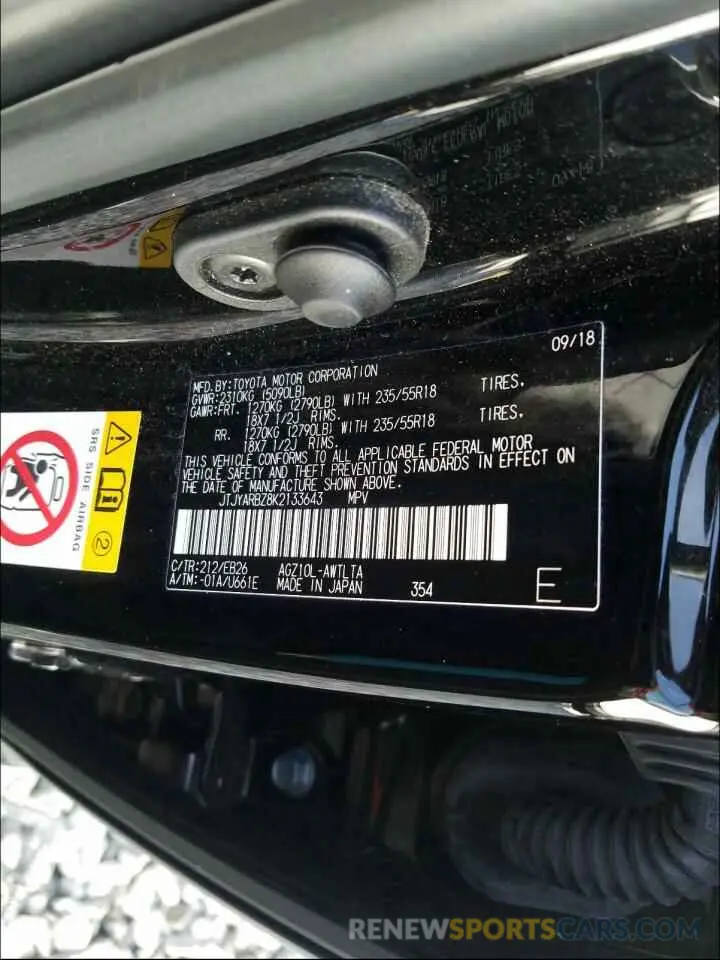 09/18
MFD. BY: TOYOTA MOTOR CORPORATION
GVWR: 2310KG (5090LB)
GAWR: FRT. 1270KG (2790LB) WITH 235/55R18 TIRES,
18X7 1/2J RIMS.
RR. 1270KG (2790LB) WITH 235/55R18 TIRES,
18X7 1/2J RIMS.
THIS VEHICLE CONFORMS TO ALL APPLICABLE FEDERAL MOTOR
VEHICLE SAFETY AND THEFT PREVENTION STANDARDS IN EFFECT ON
THE DATE OF MANUFACTURE SHOWN ABOVE.
JTJYARBZ8K2133643 MPV
C/TR: 212/EB26 AGZ10L-AWTLTA
A/TM: -01A/U661E MADE IN JAPAN 354 E
SRS SIDE AIRBAG
2
RENEWSPORTSCARS.COM